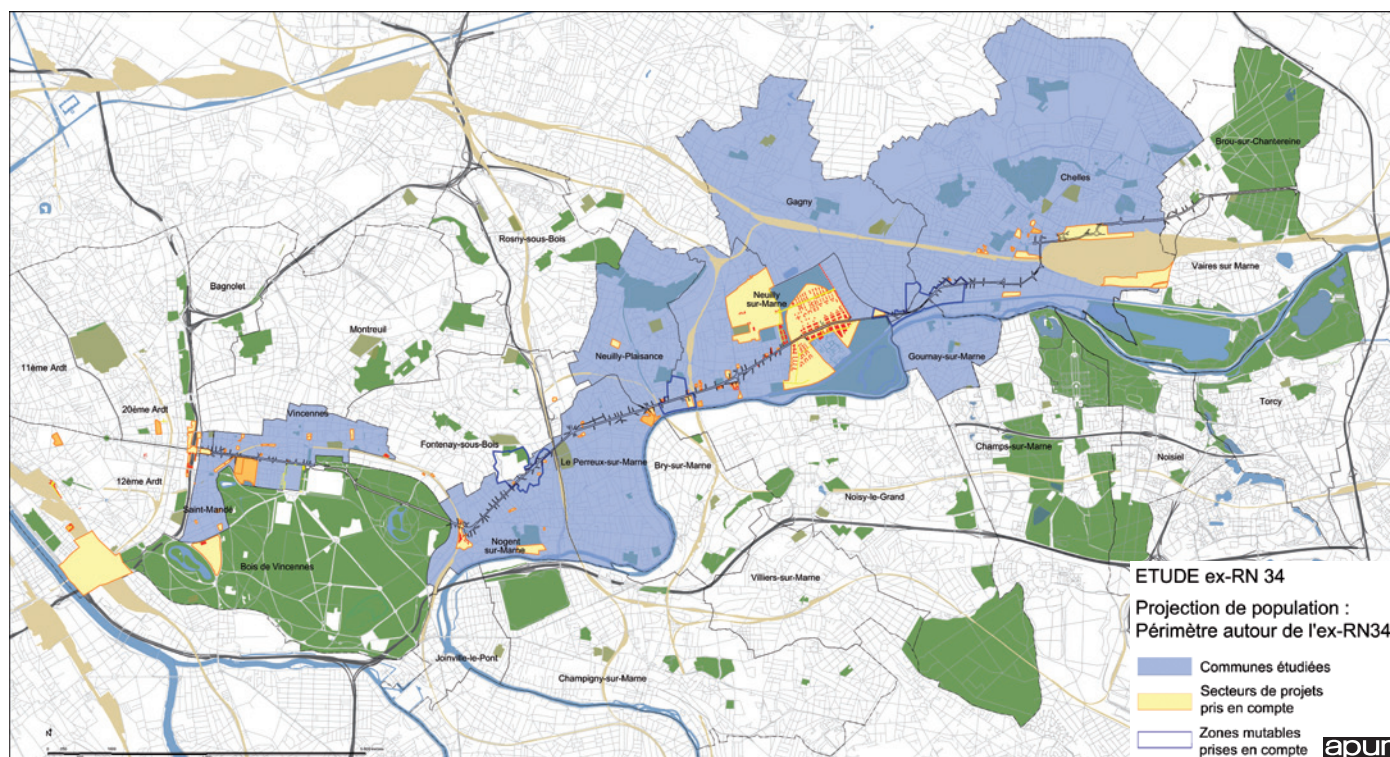 Brou-sur-Chantereine
Chelles
Gagny
Rosny-sous-Bois
Vaires sur Marne
Bagnolet
Neuilly
sur-Marne
Montreuil
Neuilly-Plaisance
Gournay-sur-Marne
11ème Ardt
20ème Ardt
Vincennes
Torcy
Fontenay-sous-Bois
Champs-sur-Marne
Noisiel
Le Perreux-sur-Marne
Bry-sur-Marne
12ème Ardt
Noisy-le-Grand
Saint-Mandé
Nogent
sur-Marne
Bois de Vincennes
Villiers-sur-Marne
Joinville-le-Pont
Champigny-sur-Marne
ETUDE ex-RN 34
Projection de population :
Périmètre autour de l'ex-RN34
Communes étudiées
Secteurs de projets
pris en compte
Zones mutables
prises en compte
apur